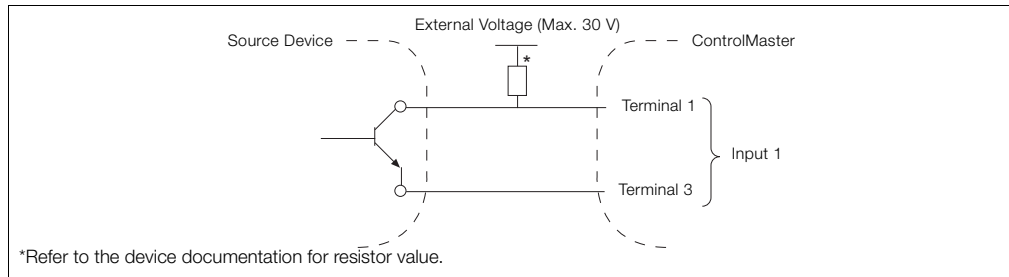 External Voltage (Max. 30 V)
Source Device
ControlMaster
*
Terminal 1
Input 1
Terminal 3
*Refer to the device documentation for resistor value.